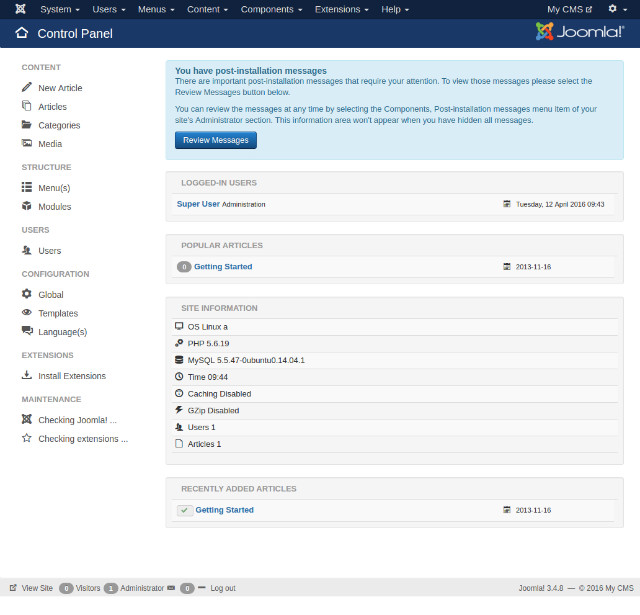 System Users Menus Content Components Extensions Help My CMS
Control Panel Joomla!®
CONTENT
New Article
Articles
Categories
Media
STRUCTURE
Menu(s)
Modules
USERS
Users
CONFIGURATION
Global
Templates
Language(s)
EXTENSIONS
Install Extensions
MAINTENANCE
Checking Joomla! ...
Checking extensions ...
You have post-installation messages
There are important post-installation messages that require your attention. To view those messages please select the
Review Messages button below.
You can review the messages at any time by selecting the Components, Post-installation messages menu item of your
site's Administrator section. This information area won't appear when you have hidden all messages.
Review Messages
LOGGED-IN USERS
Super User Administration Tuesday, 12 April 2016 09:43
POPULAR ARTICLES
0 Getting Started 2013-11-16
SITE INFORMATION
OS Linux a
PHP 5.6.19
MySQL 5.5.47-0ubuntu0.14.04.1
Time 09:44
Caching Disabled
GZip Disabled
Users 1
Articles 1
RECENTLY ADDED ARTICLES
Getting Started 2013-11-16
View Site 0 Visitors 1 Administrator 0 Log out Joomla! 3.4.8 — © 2016 My CMS